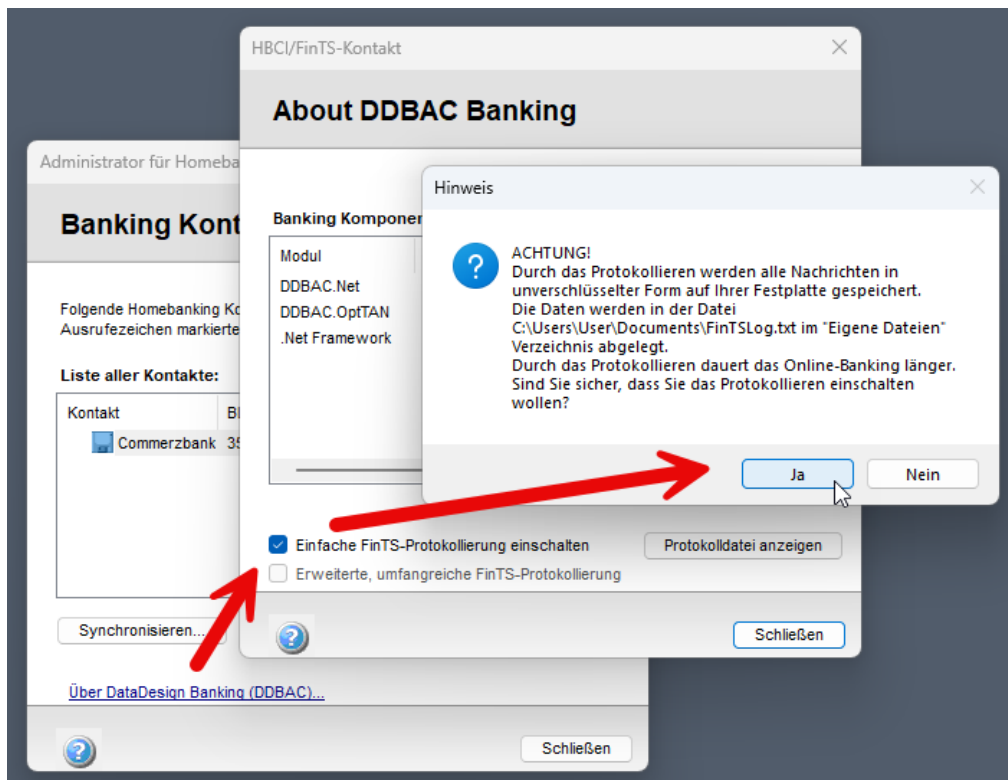 HBCI/FinTS-Kontakt
About DDBAC Banking
Administrator für Homeba
Banking Kont
Folgende Homebanking Ko
Ausrufezeichen markierte
Liste aller Kontakte:
Kontakt
Commerzbank 35
Synchronisieren...
Über DataDesign Banking (DDBAC)...
Schließen
Banking Komponen
Modul
DDBAC.Net
DDBAC.OptTAN
.Net Framework
Hinweis
ACHTUNG!
Durch das Protokollieren werden alle Nachrichten in
unverschlüsselter Form auf Ihrer Festplatte gespeichert.
Die Daten werden in der Datei
C:\Users\User\Documents\FinTSLog.txt im "Eigene Dateien"
Verzeichnis abgelegt.
Durch das Protokollieren dauert das Online-Banking länger.
Sind Sie sicher, dass Sie das Protokollieren einschalten
wollen?
Ja Nein
Einfache FinTS-Protokollierung einschalten
Protokolldatei anzeigen
Erweiterte, umfangreiche FinTS-Protokollierung
Schließen